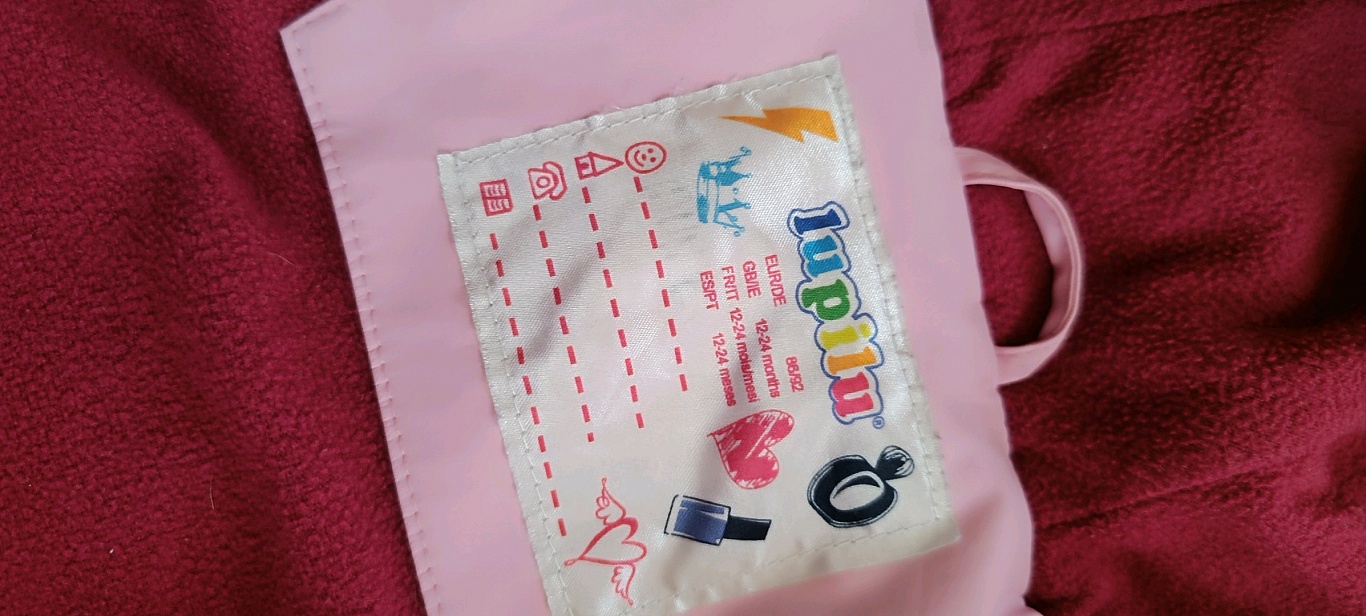 lupilu®
EUR/DE 86/92
GB/IE 12-24 months
FR/IT 12-24 mois/mesi
ES/PT 12-24 meses